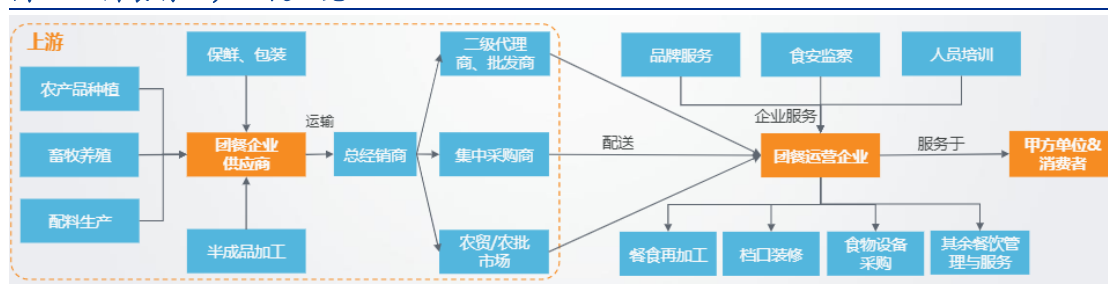 上游
农产品种植
畜牧养殖
配料生产
保鲜、包装
团餐企业
供应商
半成品加工
运输
总经销商
二级代理
商、批发商
集中采购商
农贸/农批
市场
配送
品牌服务
食安监察
人员培训
企业服务
团餐运营企业
服务于
甲方单位&
消费者
餐食再加工
档口装修
食物设备
采购
其余餐饮管
理与服务